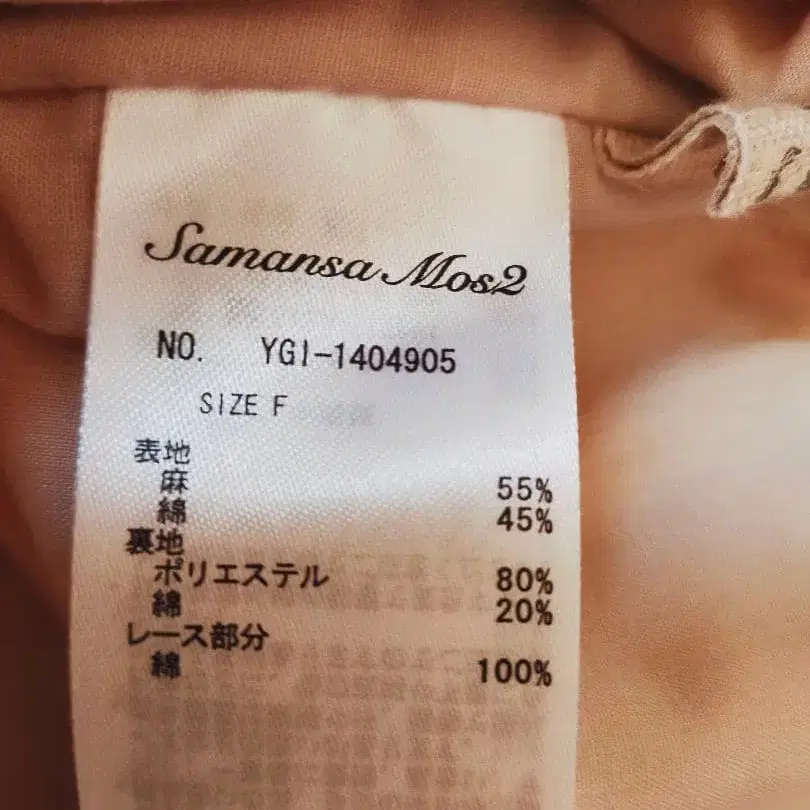 Samansa Mos2
NO. YGI-1404905
SIZE F
表地
麻 55%
綿 45%
裏地
ポリエステル 80%
綿 20%
レース部分
綿 100%